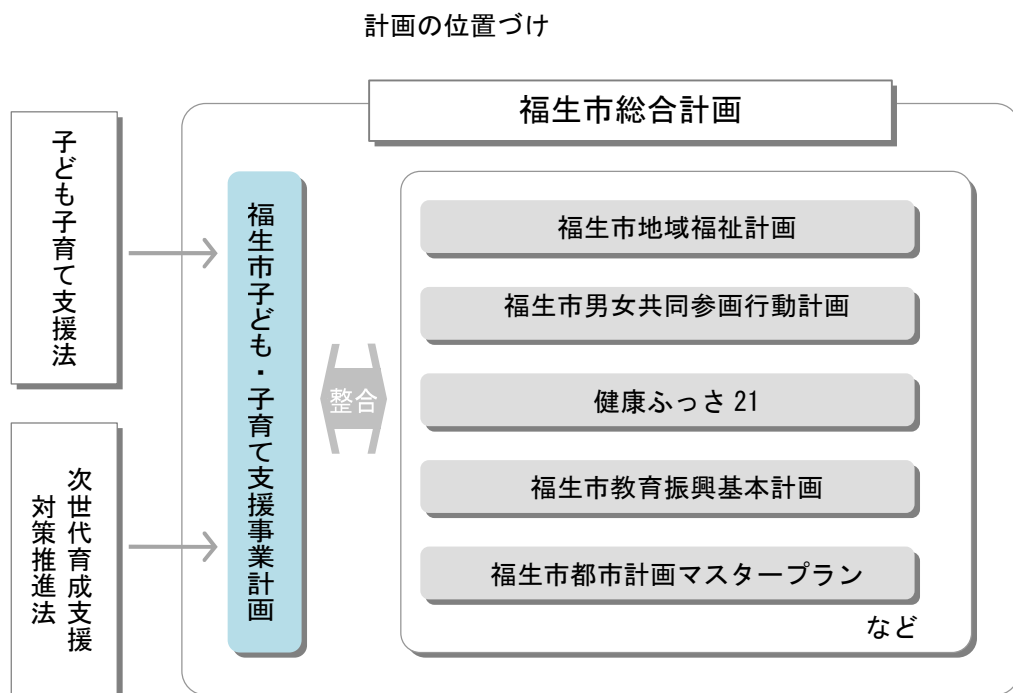 計画の位置づけ
福生市総合計画
子ども子育て支援法
次世代育成支援
対策推進法
福生市子ども・子育て支援事業計画
整合
福生市地域福祉計画
福生市男女共同参画行動計画
健康ふっさ 21
福生市教育振興基本計画
福生市都市計画マスタープラン
など